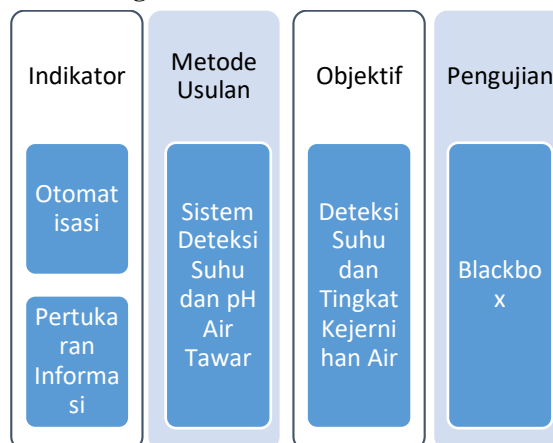 Indikator
Otomat
isasi
Pertuka
ran
Informa
si
Metode
Usulan
Sistem
Deteksi
Suhu
dan pH
Air
Tawar
Objektif
Deteksi
Suhu
dan
Tingkat
Kejerni
han Air
Pengujian
Blackbo
x